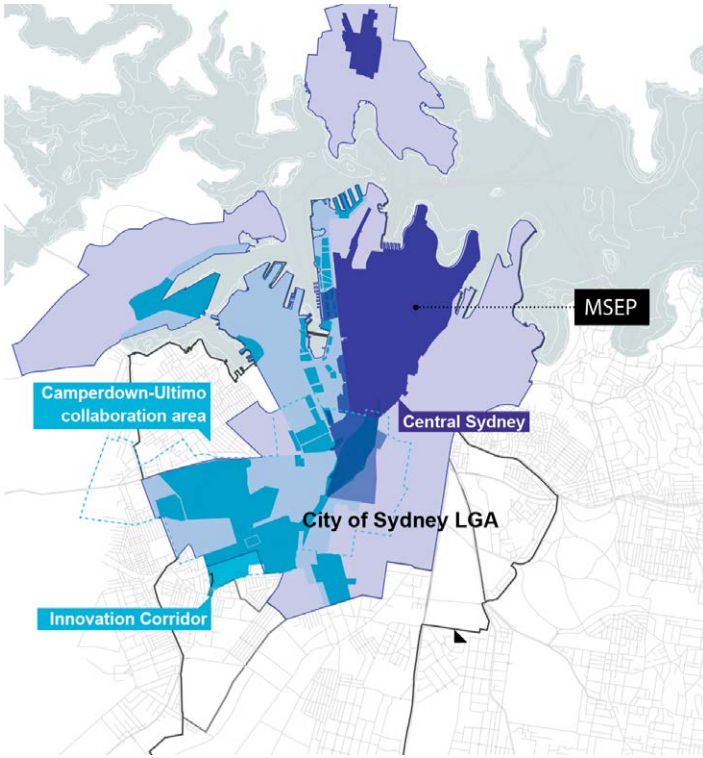 MSEP
Camperdown-Ultimo
collaboration area
Central Sydney
City of Sydney LGA
Innovation Corridor